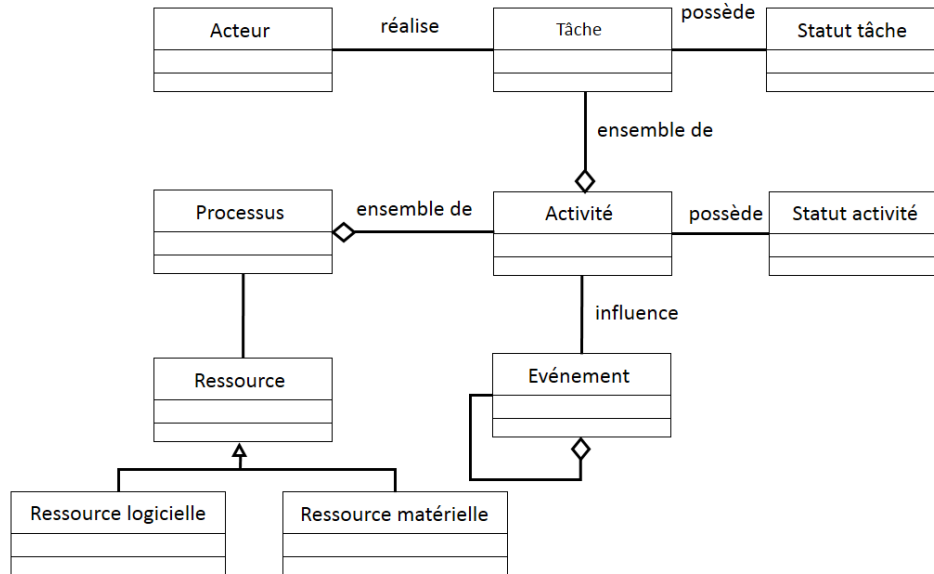 Acteur
réalise
Tâche
possède
Statut tâche
ensemble de
Processus
ensemble de
Activité
possède
Statut activité
influence
Ressource
Evénement
Ressource logicielle
Ressource matérielle